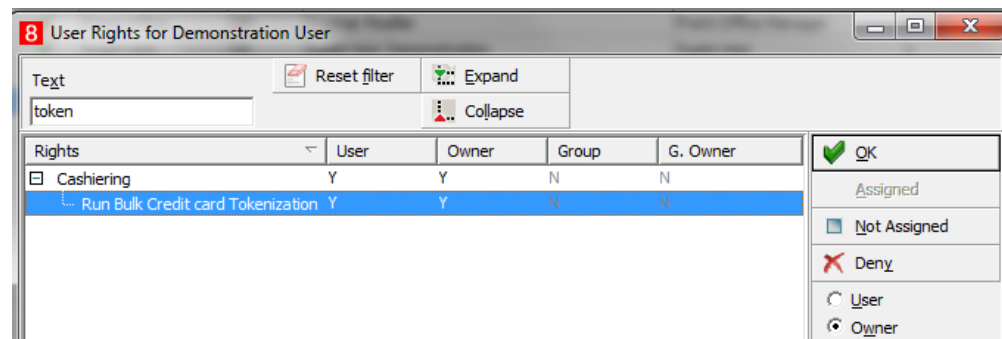 8 User Rights for Demonstration User
Text
Reset filter
Expand
token
Collapse
Rights User Owner Group G. Owner
OK
Cashiering Y Y N N
Assigned
Run Bulk Credit card Tokenization Y Y N N
Not Assigned
Deny
User
Owner